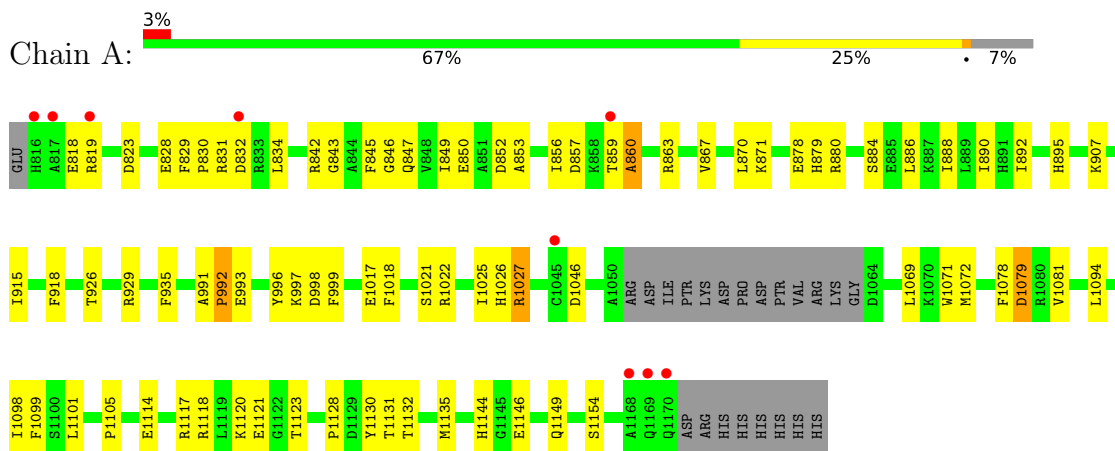 3%
Chain A:
67% 25% • 7%
GLU H816 A817 E818 R819 D823 E828 F829 P830 R831 D832 R833 L834 R842 G843 A844 F845 G846 Q847 V848 I849 E850 A851 D852 A853 I856 D857 K858 T859 A860 R863 V867 L870 K871 E878 H879 R880 S884 E885 L886 K887 I888 L889 I890 H891 I892 H895 K907
I915 F918 T926 R929 F935 A991 P992 E993 Y996 K997 D998 F999 E1017 F1018 S1021 R1022 I1025 H1026 R1027 C1045 D1046 A1050 ARG ASP ILE PTR LYS ASP PRO ASP PTR VAL ARG LYS GLY D1064 L1069 K1070 W1071 M1072 F1078 D1079 R1080 V1081 L1094
I1098 F1099 S1100 L1101 P1105 E1114 R1117 R1118 L1119 K1120 E1121 G1122 T1123 P1128 D1129 Y1130 T1131 T1132 M1135 H1144 G1145 E1146 Q1149 S1154 A1168 Q1169 Q1170 ASP ARG HIS HIS HIS HIS HIS HIS